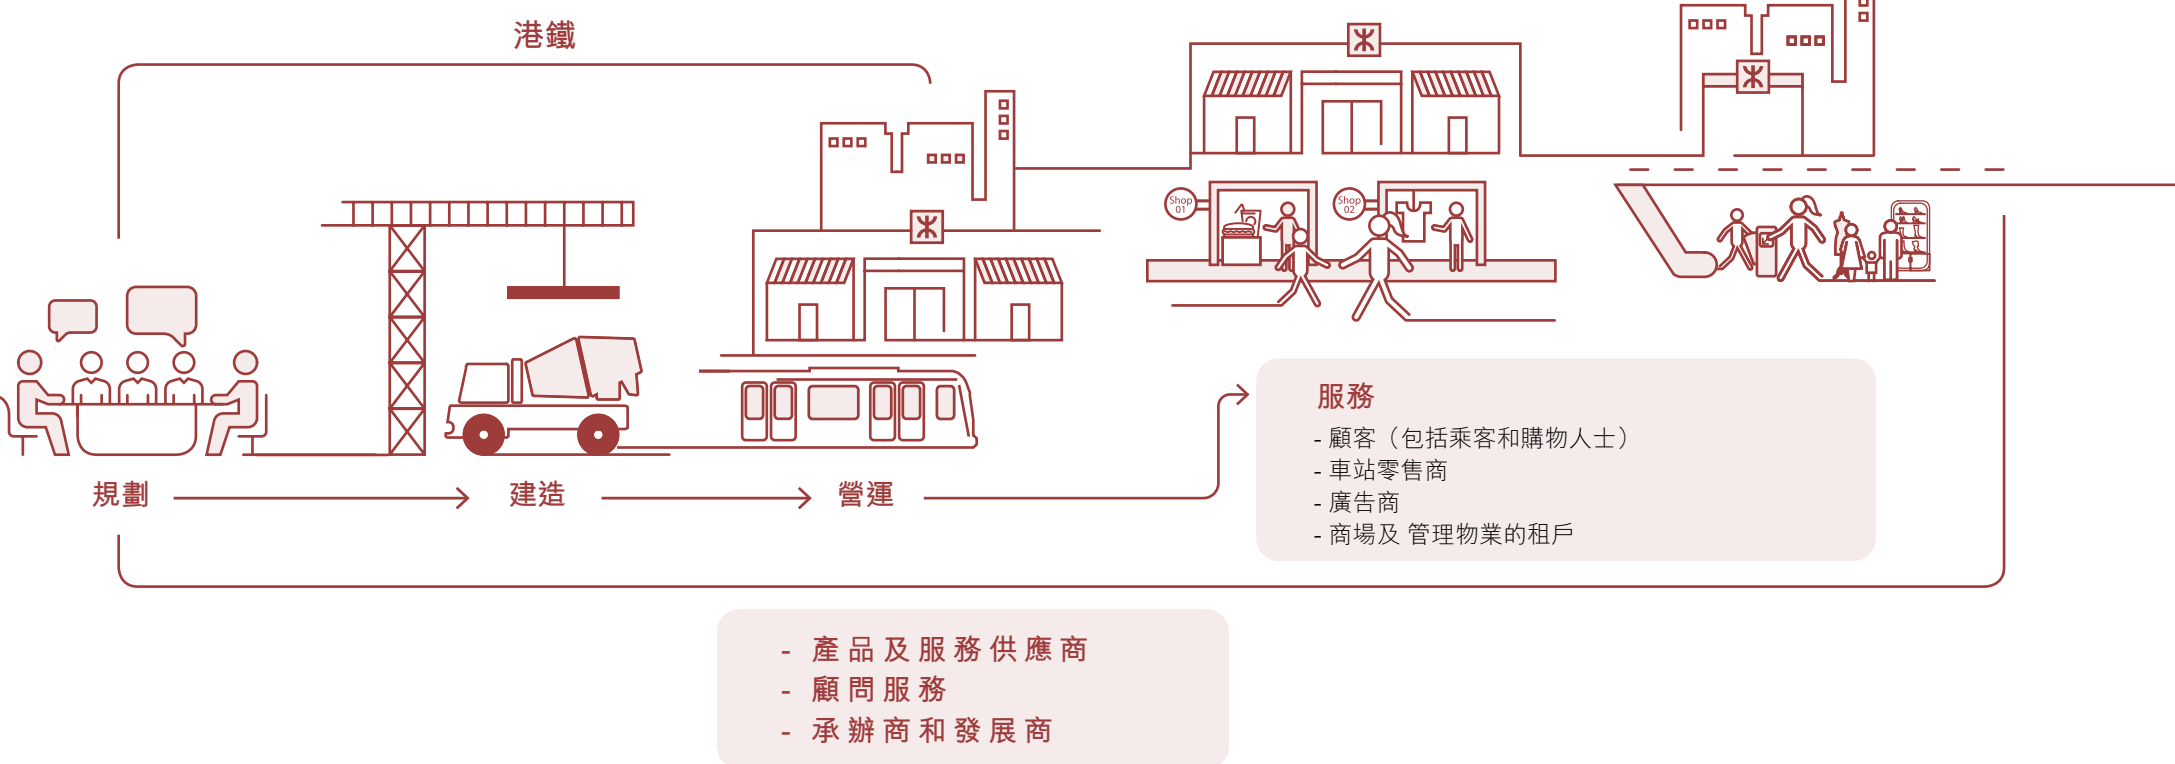 港鐵
Shop
01
Shop
02
規劃
建造
營運
服務
- 顧客（包括乘客和購物人士）
- 車站零售商
- 廣告商
- 商場及 管理物業的租戶
- 產品及服務供應商
- 顧問服務
- 承辦商和發展商